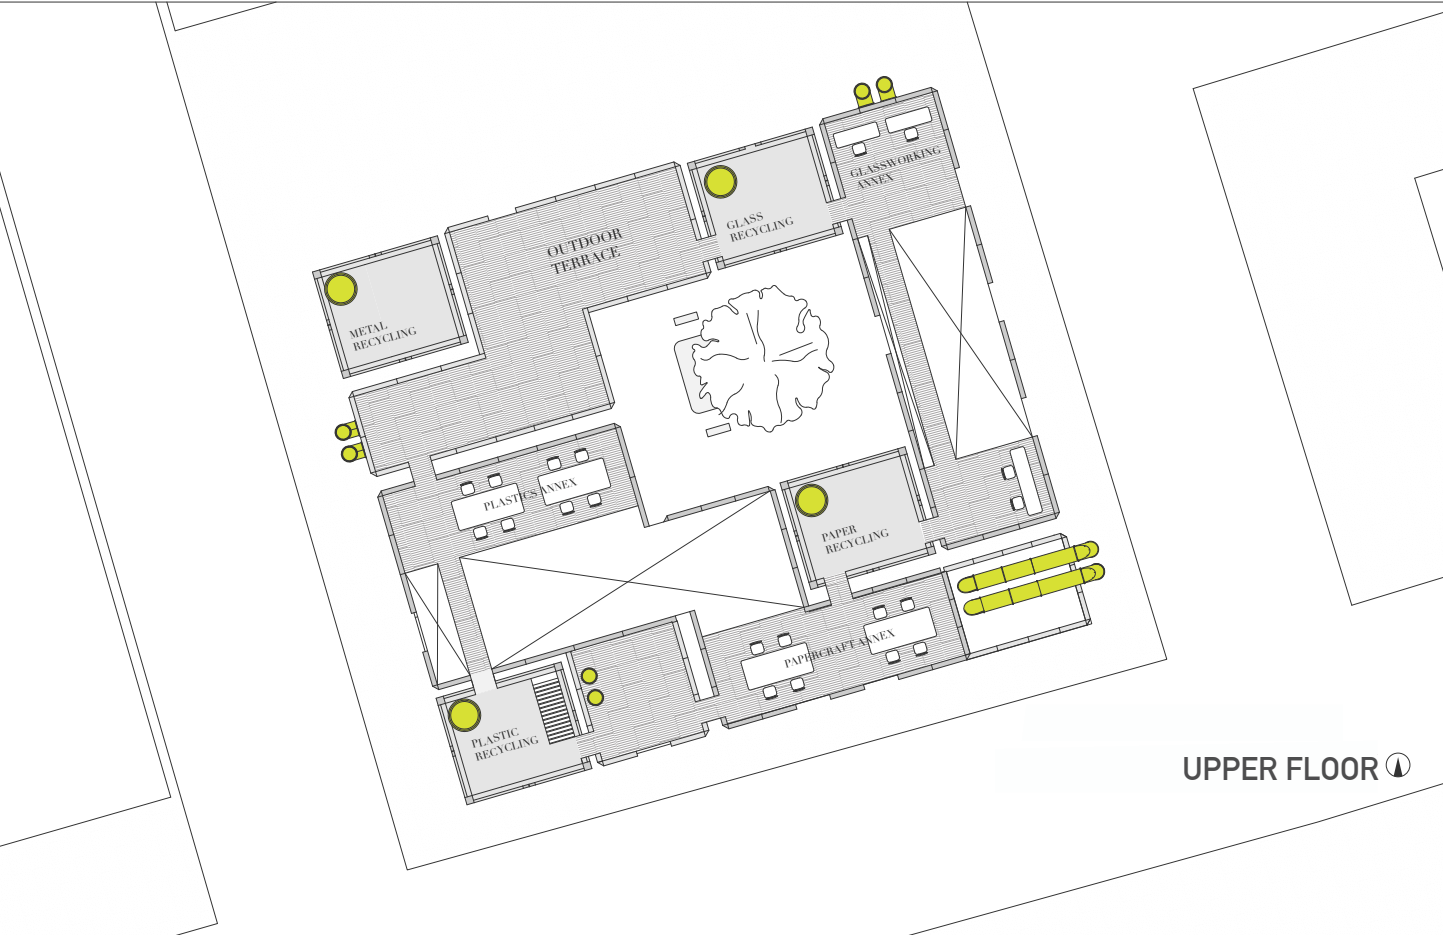 GLASSWORKING
ANNEX
GLASS
RECYCLING
OUTDOOR
TERRACE
METAL
RECYCLING
PLASTICS ANNEX
PAPER
RECYCLING
PAPERCRAFT ANNEX
PLASTIC
RECYCLING
UPPER FLOOR